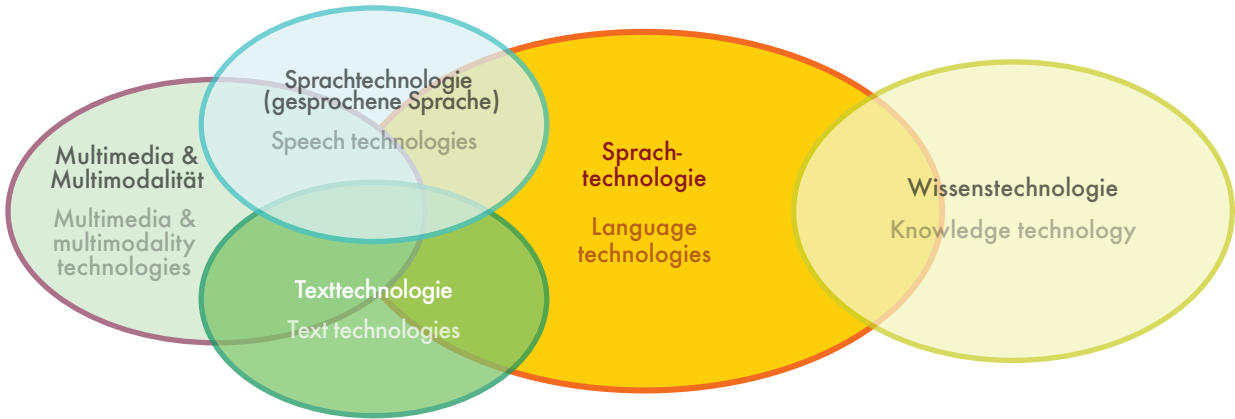 Sprachtechnologie
(gesprochene Sprache)
Speech technologies
Multimedia &
Multimodalität
Multimedia &
multimodality
technologies
Texttechnologie
Text technologies
Sprach-
technologie
Language
technologies
Wissenstechnologie
Knowledge technology